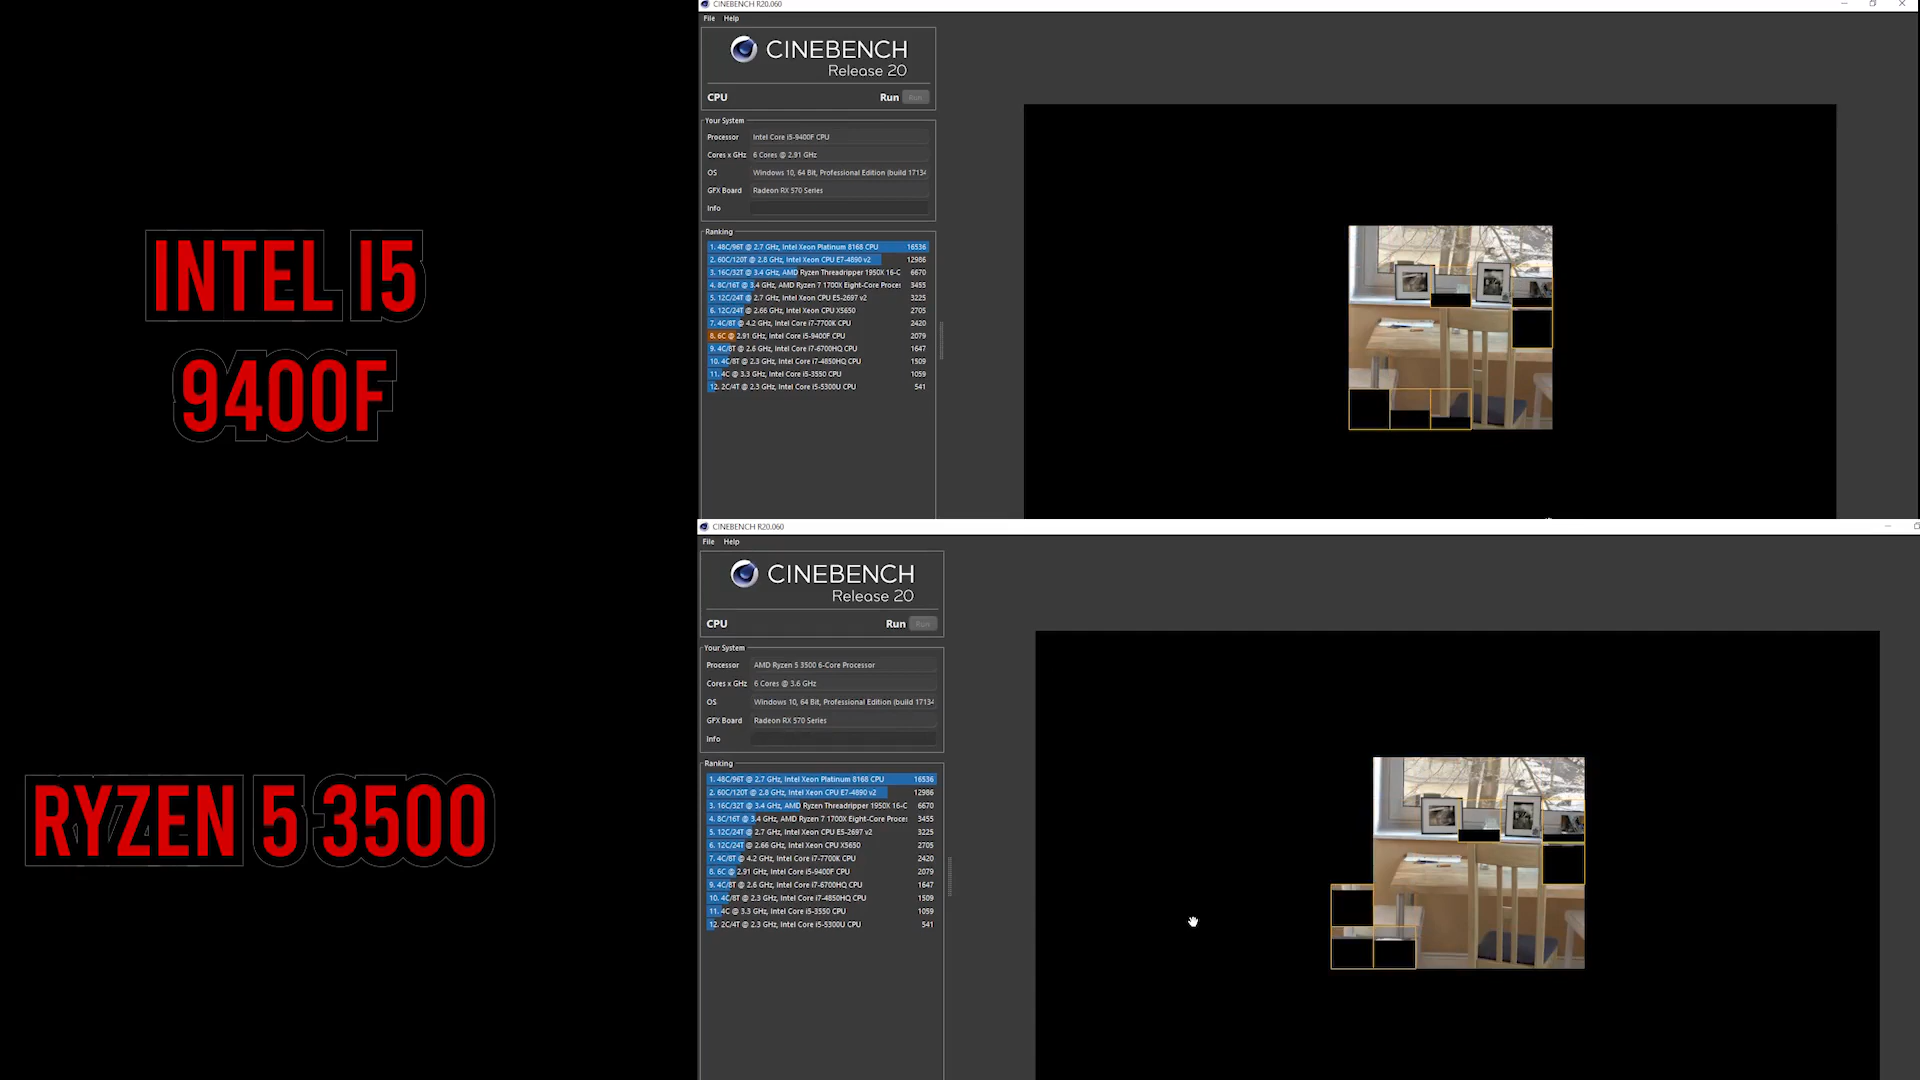 CINEBENCH R20.060
File Help
CINEBENCH
Release 20
CPU Run Run
Your System
Processor Intel Core i5-9400F CPU
Cores x GHz 6 Cores @ 2.91 GHz
OS Windows 10, 64 Bit, Professional Edition (build 17134
GFX Board Radeon RX 570 Series
Info
Ranking
1. 48C/96T @ 2.7 GHz, Intel Xeon Platinum 8168 CPU 16536
2. 60C/120T @ 2.8 GHz, Intel Xeon CPU E7-4890 v2 12986
3. 16C/32T @ 3.4 GHz, AMD Ryzen Threadripper 1950X 16-C 6670
4. 8C/16T @ 3.4 GHz, AMD Ryzen 7 1700X Eight-Core Proces 3455
5. 12C/24T @ 2.7 GHz, Intel Xeon CPU E5-2697 v2 3225
6. 12C/24T @ 2.66 GHz, Intel Xeon CPU X5650 2705
7. 4C/8T @ 4.2 GHz, Intel Core i7-7700K CPU 2420
8. 6C @ 2.91 GHz, Intel Core i5-9400F CPU 2079
9. 4C/8T @ 2.6 GHz, Intel Core i7-6700HQ CPU 1647
10. 4C/8T @ 2.3 GHz, Intel Core i7-4850HQ CPU 1509
11. 4C @ 3.3 GHz, Intel Core i5-3550 CPU 1059
12. 2C/4T @ 2.3 GHz, Intel Core i5-5300U CPU 541
INTEL I5
9400F
CINEBENCH R20.060
File Help
CINEBENCH
Release 20
CPU Run Run
Your System
Processor AMD Ryzen 5 3500 6-Core Processor
Cores x GHz 6 Cores @ 3.6 GHz
OS Windows 10, 64 Bit, Professional Edition (build 17134
GFX Board Radeon RX 570 Series
Info
Ranking
1. 48C/96T @ 2.7 GHz, Intel Xeon Platinum 8168 CPU 16536
2. 60C/120T @ 2.8 GHz, Intel Xeon CPU E7-4890 v2 12986
3. 16C/32T @ 3.4 GHz, AMD Ryzen Threadripper 1950X 16-C 6670
4. 8C/16T @ 3.4 GHz, AMD Ryzen 7 1700X Eight-Core Proces 3455
5. 12C/24T @ 2.7 GHz, Intel Xeon CPU E5-2697 v2 3225
6. 12C/24T @ 2.66 GHz, Intel Xeon CPU X5650 2705
7. 4C/8T @ 4.2 GHz, Intel Core i7-7700K CPU 2420
8. 6C @ 2.91 GHz, Intel Core i5-9400F CPU 2079
9. 4C/8T @ 2.6 GHz, Intel Core i7-6700HQ CPU 1647
10. 4C/8T @ 2.3 GHz, Intel Core i7-4850HQ CPU 1509
11. 4C @ 3.3 GHz, Intel Core i5-3550 CPU 1059
12. 2C/4T @ 2.3 GHz, Intel Core i5-5300U CPU 541
RYZEN 5 3500